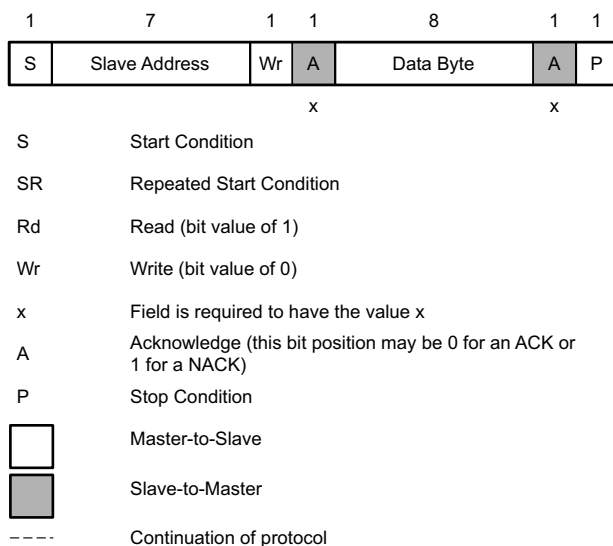 1 7 1 1 8 1 1
S Slave Address Wr A Data Byte A P
x x
S Start Condition
SR Repeated Start Condition
Rd Read (bit value of 1)
Wr Write (bit value of 0)
x Field is required to have the value x
A Acknowledge (this bit position may be 0 for an ACK or
1 for a NACK)
P Stop Condition
Master-to-Slave
Slave-to-Master
Continuation of protocol